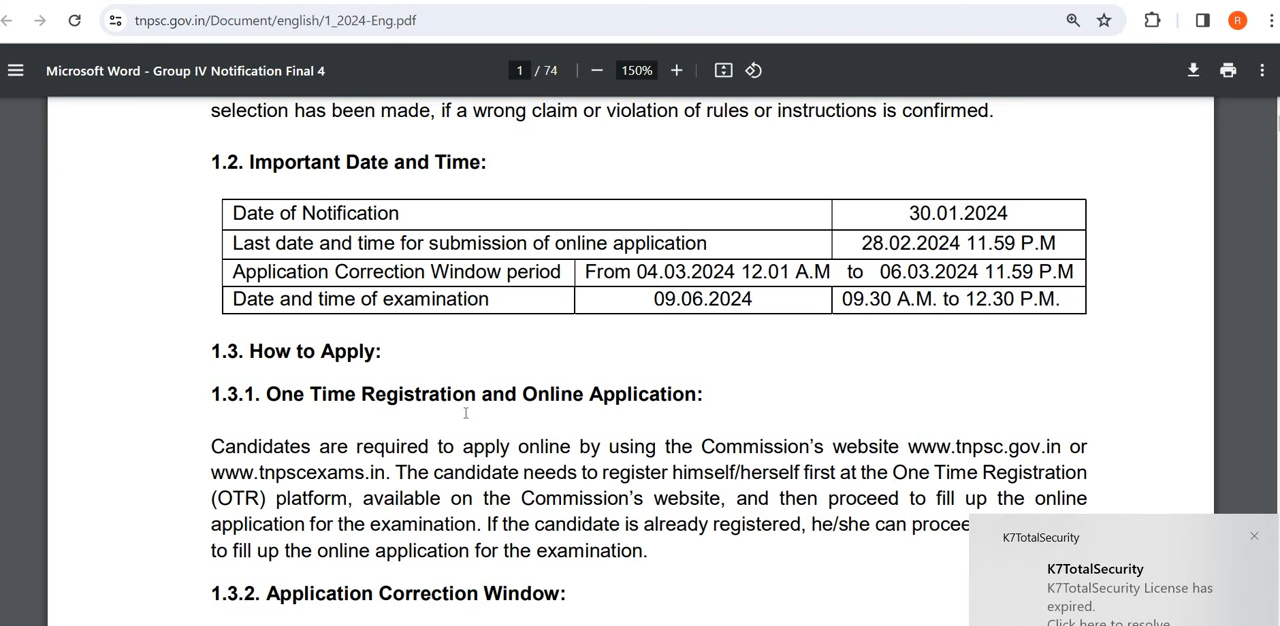 tnpsc.gov.in/Document/english/1_2024-Eng.pdf
R
Microsoft Word - Group IV Notification Final 4
1 / 74
150%
selection has been made, if a wrong claim or violation of rules or instructions is confirmed.
1.2. Important Date and Time:
Date of Notification 30.01.2024
Last date and time for submission of online application 28.02.2024 11.59 P.M
Application Correction Window period From 04.03.2024 12.01 A.M to 06.03.2024 11.59 P.M
Date and time of examination 09.06.2024 09.30 A.M. to 12.30 P.M.
1.3. How to Apply:
1.3.1. One Time Registration and Online Application:
Candidates are required to apply online by using the Commission's website www.tnpsc.gov.in or
www.tnpscexams.in. The candidate needs to register himself/herself first at the One Time Registration
(OTR) platform, available on the Commission's website, and then proceed to fill up the online
application for the examination. If the candidate is already registered, he/she can procee
to fill up the online application for the examination.
1.3.2. Application Correction Window:
K7TotalSecurity
K7TotalSecurity
K7TotalSecurity License has
expired.
Click here to resolve